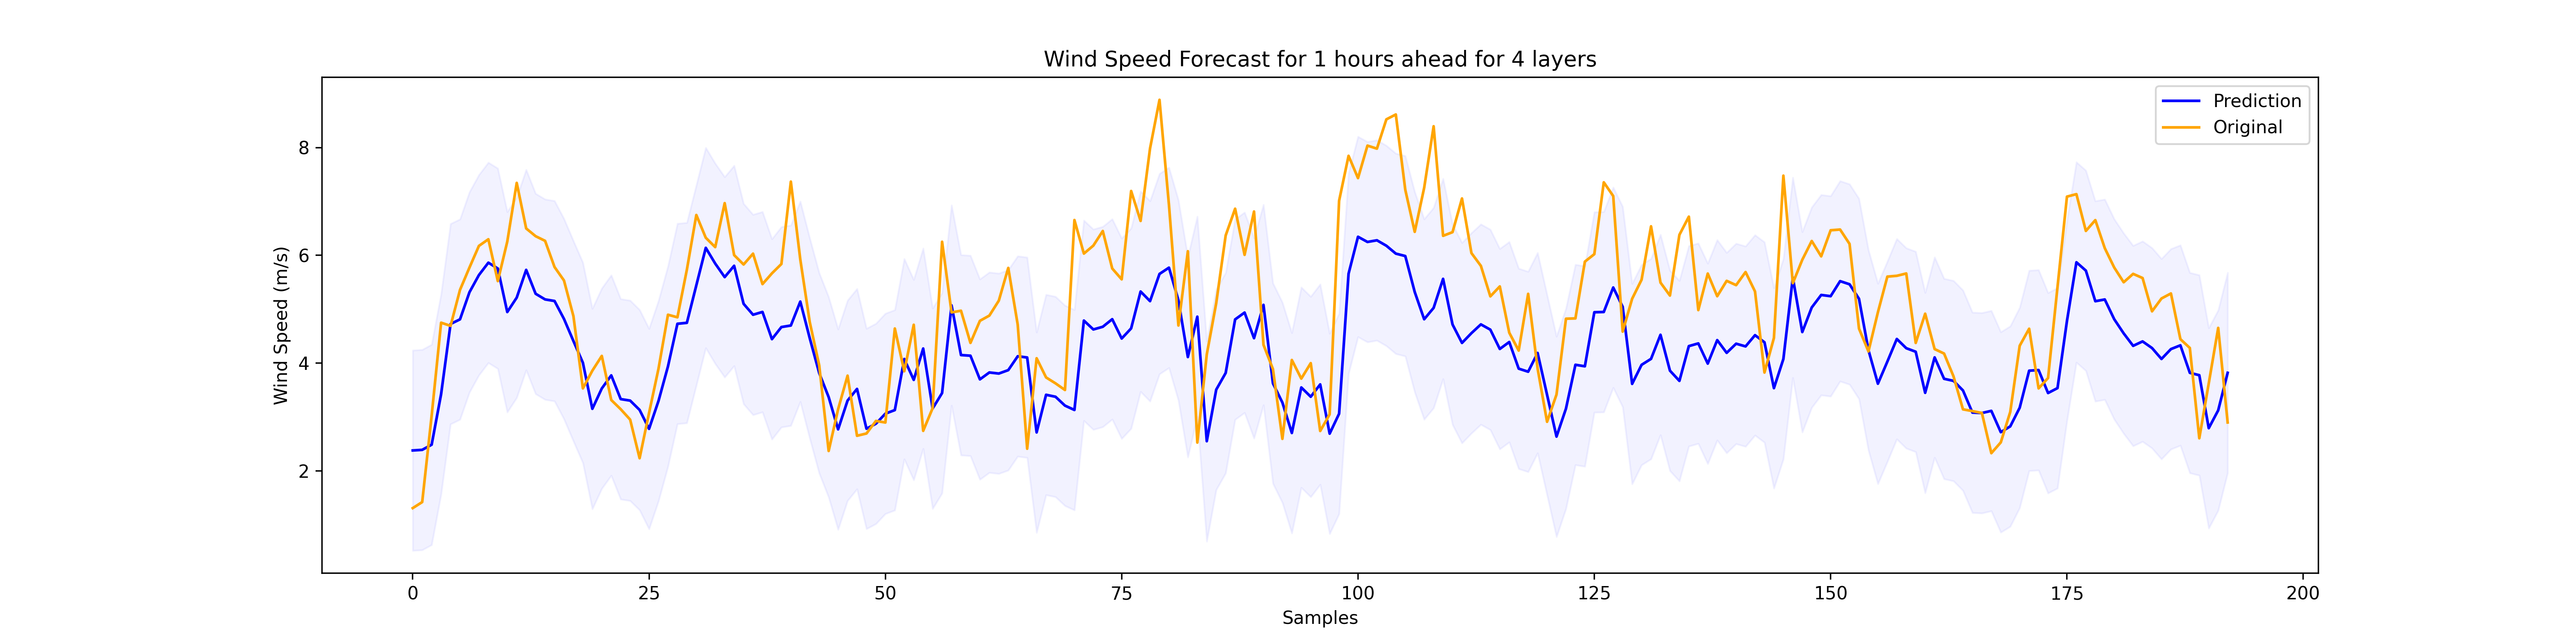 Wind Speed Forecast for 1 hours ahead for 4 layers
Prediction
Original
Wind Speed (m/s)
8
6
4
2
0 25 50 75 100 125 150 175 200
Samples